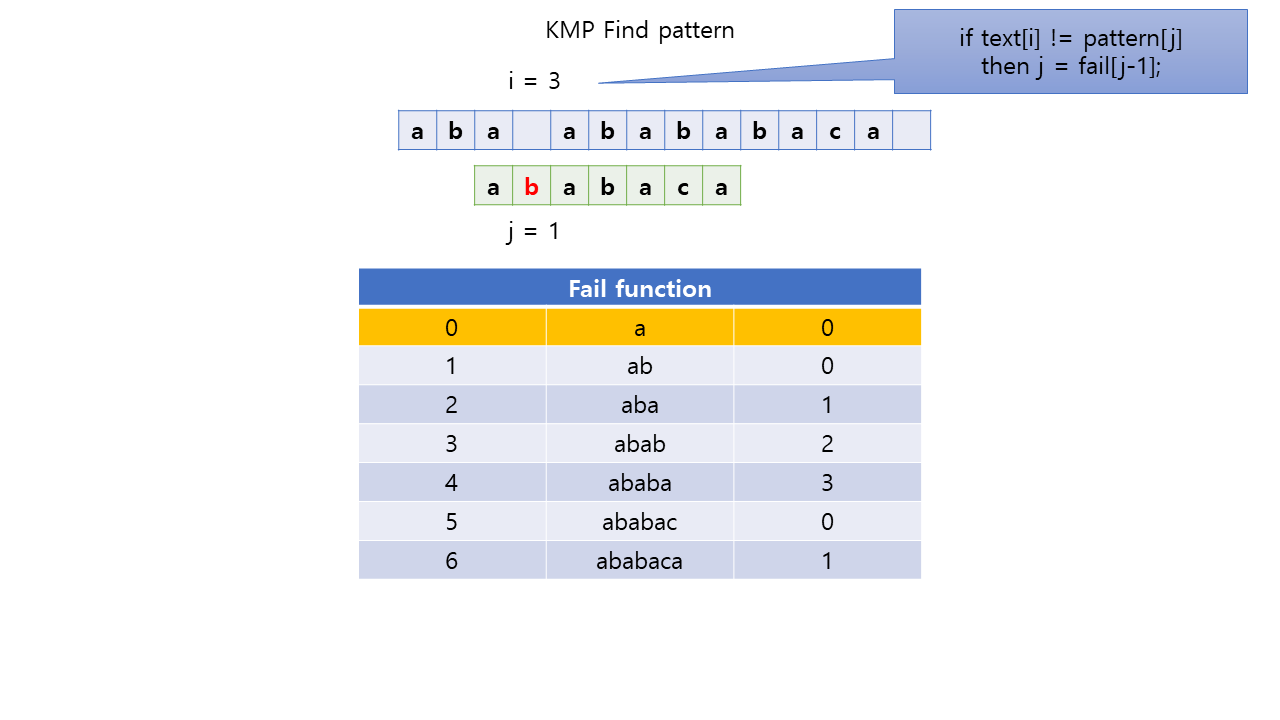 KMP Find pattern
if text[i] != pattern[j]
then j = fail[j-1];
i = 3
a b a a b a b a b a c a
a b a b a c a
j = 1
Fail function
0 a 0
1 ab 0
2 aba 1
3 abab 2
4 ababa 3
5 ababac 0
6 ababaca 1